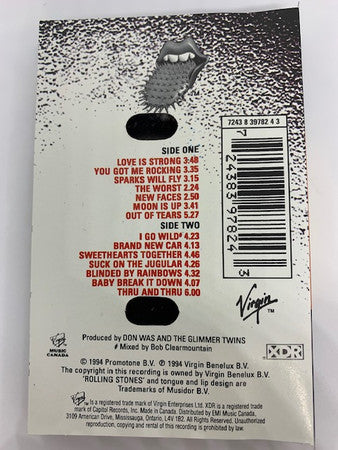 7243 8 39782 4 3
7 24383 97824 3
SIDE ONE
LOVE IS STRONG 3:48
YOU GOT ME ROCKING 3.35
SPARKS WILL FLY 3.15
THE WORST 2.24
NEW FACES 2.50
MOON IS UP 3.41
OUT OF TEARS 5.27
SIDE TWO
I GO WILD# 4.23
BRAND NEW CAR 4.13
SWEETHEARTS TOGETHER 4.46
SUCK ON THE JUGULAR 4.26
BLINDED BY RAINBOWS 4.32
BABY BREAK IT DOWN 4.07
THRU AND THRU 6.00
Virgin™
Virgin
MUSIC
CANADA
Produced by DON WAS AND THE GLIMMER TWINS
# Mixed by Bob Clearmountain
XDR
© 1994 Promotone B.V. ℗ 1994 Virgin Benelux B.V.
The copyright in this recording is owned by Virgin Benelux B.V.
'ROLLING STONES' and tongue and lip design are
Trademarks of Musidor B.V.
is a registered trade mark of Virgin Enterprises Ltd. XDR is a registered trade
mark of Capitol Records, Inc. Made in Canada. Distributed by EMI Music Canada,
3109 American Drive, Mississauga, Ontario, L4V 1B2. All Rights Reserved. Unauthorized
reproduction, copying and rental of this recording is prohibited by law.